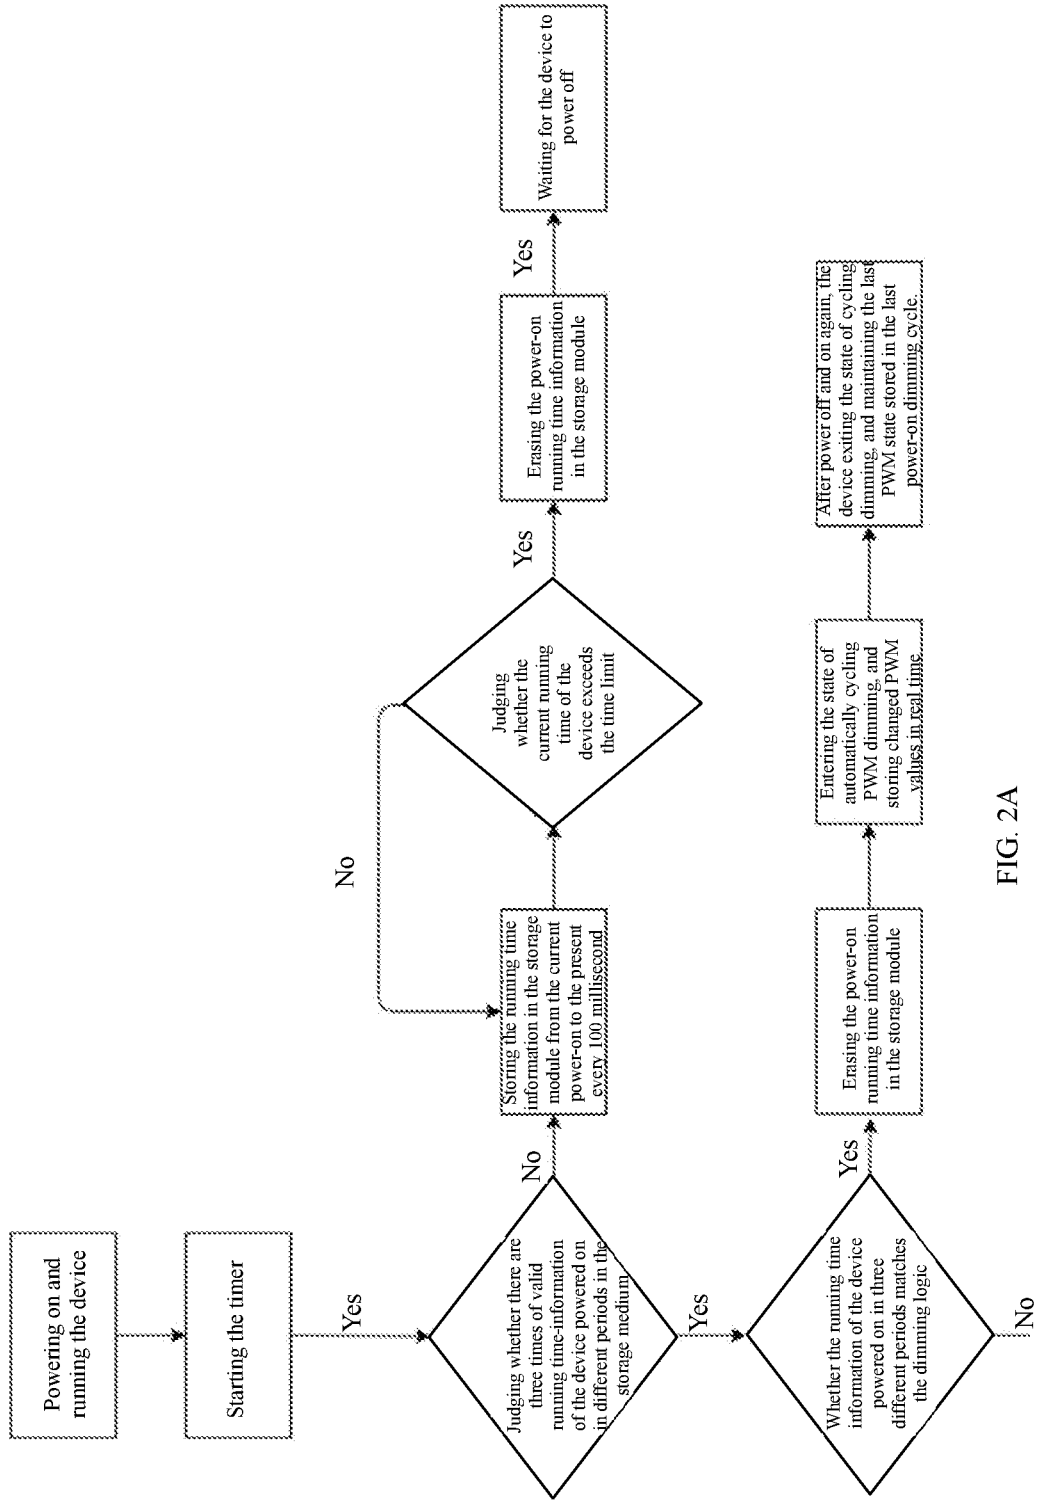 Powering on and
running the device
Starting the timer
Yes
Judging whether there are
three times of valid
running time-information
of the device powered on
in different periods in the
storage medium
No
Storing the running time
information in the storage
module from the current
power-on to the present
every 100 millisecond
No
Judging
whether the
current running
time of the
device exceeds
the time limit
Yes
Erasing the power-on
running time information
in the storage module
Yes
Waiting for the device to
power off
Yes
Whether the running time
information of the device
powered on in three
different periods matches
the dimming logic
No
Yes
Erasing the power-on
running time information
in the storage module
Entering the state of
automatically cycling
PWM dimming, and
storing changed PWM
values in real time
After power off and on again, the
device exiting the state of cycling
dimming, and maintaining the last
PWM state stored in the last
power-on dimming cycle.
FIG. 2A